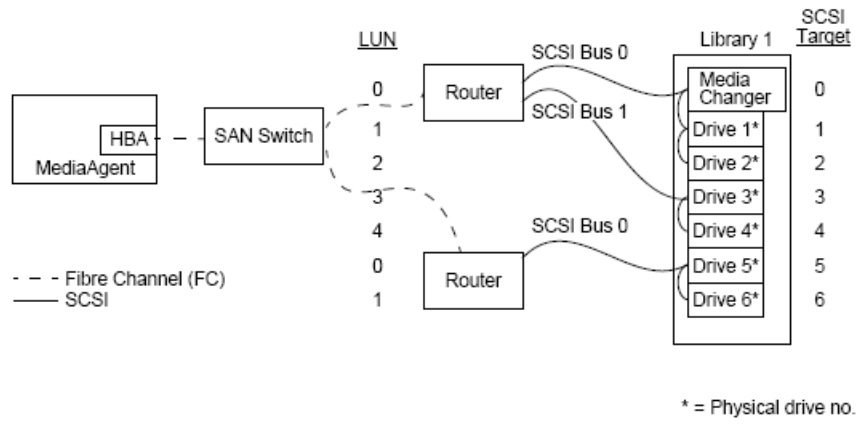 SCSI
Target
LUN
SCSI Bus 0
Library 1
0
Router
Media
Changer
0
HBA
SAN Switch
1
SCSI Bus 1
Drive 1*
1
MediaAgent
2
Drive 2*
2
3
Drive 3*
3
4
SCSI Bus 0
Drive 4*
4
- - - Fibre Channel (FC)
0
Router
Drive 5*
5
SCSI
1
Drive 6*
6
* = Physical drive no.